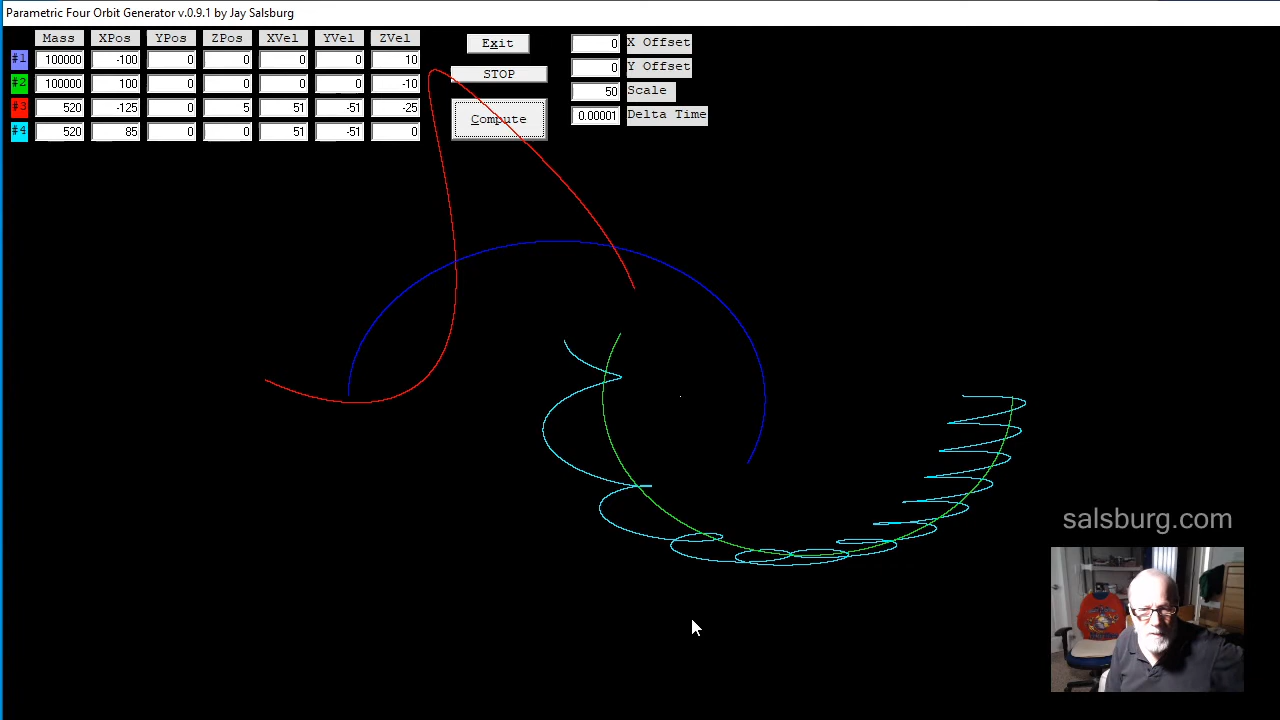 Parametric Four Orbit Generator v.0.9.1 by Jay Salsburg
Mass XPos YPos ZPos XVel YVel ZVel
#1 100000 -100 0 0 0 0 10
#2 100000 100 0 0 0 0 -10
#3 520 -125 0 5 51 -51 -25
#4 520 85 0 0 51 -51 0
Exit
STOP
Compute
0 X Offset
0 Y Offset
50 Scale
0.00001 Delta Time
salsburg.com